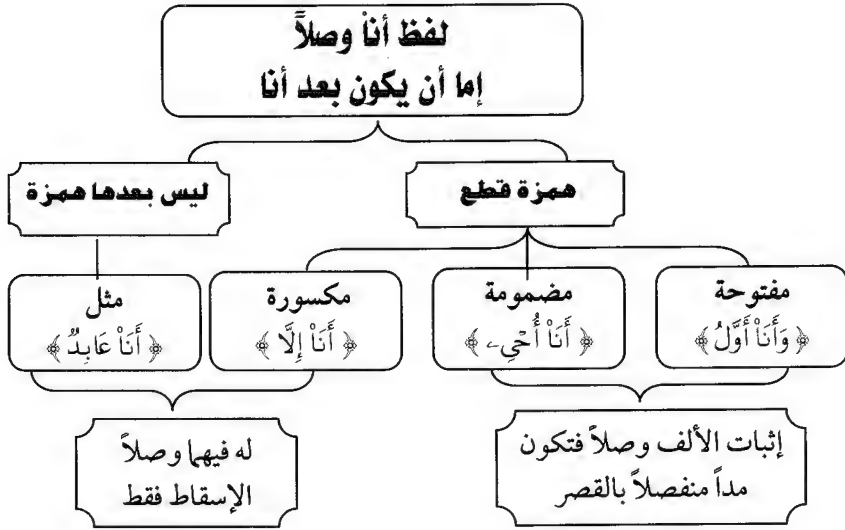 لفظ أناْ وصلاً
إما أن يكون بعد أنا
همزة قطع
ليس بعدها همزة
مفتوحة
﴿ وَأَنَا۠ أَوَّلُ ﴾
مضمومة
﴿ أَنَا۠ أُحْيِۦ ﴾
مكسورة
﴿ أَنَا۠ إِلَّا ﴾
مثل
﴿ أَنَا۠ عَابِدٌ ﴾
إثبات الألف وصلاً فتكون
مداً منفصلاً بالقصر
له فيهما وصلاً
الإسقاط فقط